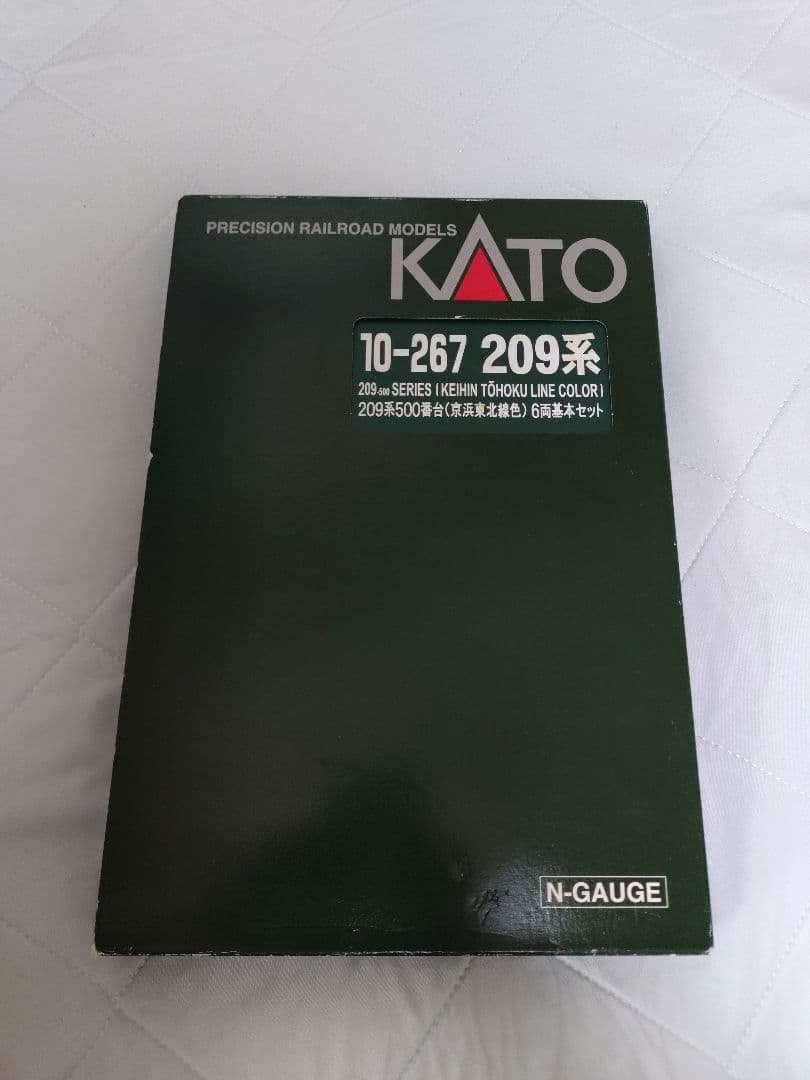 PRECISION RAILROAD MODELS
KATO
10-267 209系
209-500 SERIES (KEIHIN TŌHOKU LINE COLOR)
209系500番台(京浜東北線色) 6両基本セット
N-GAUGE